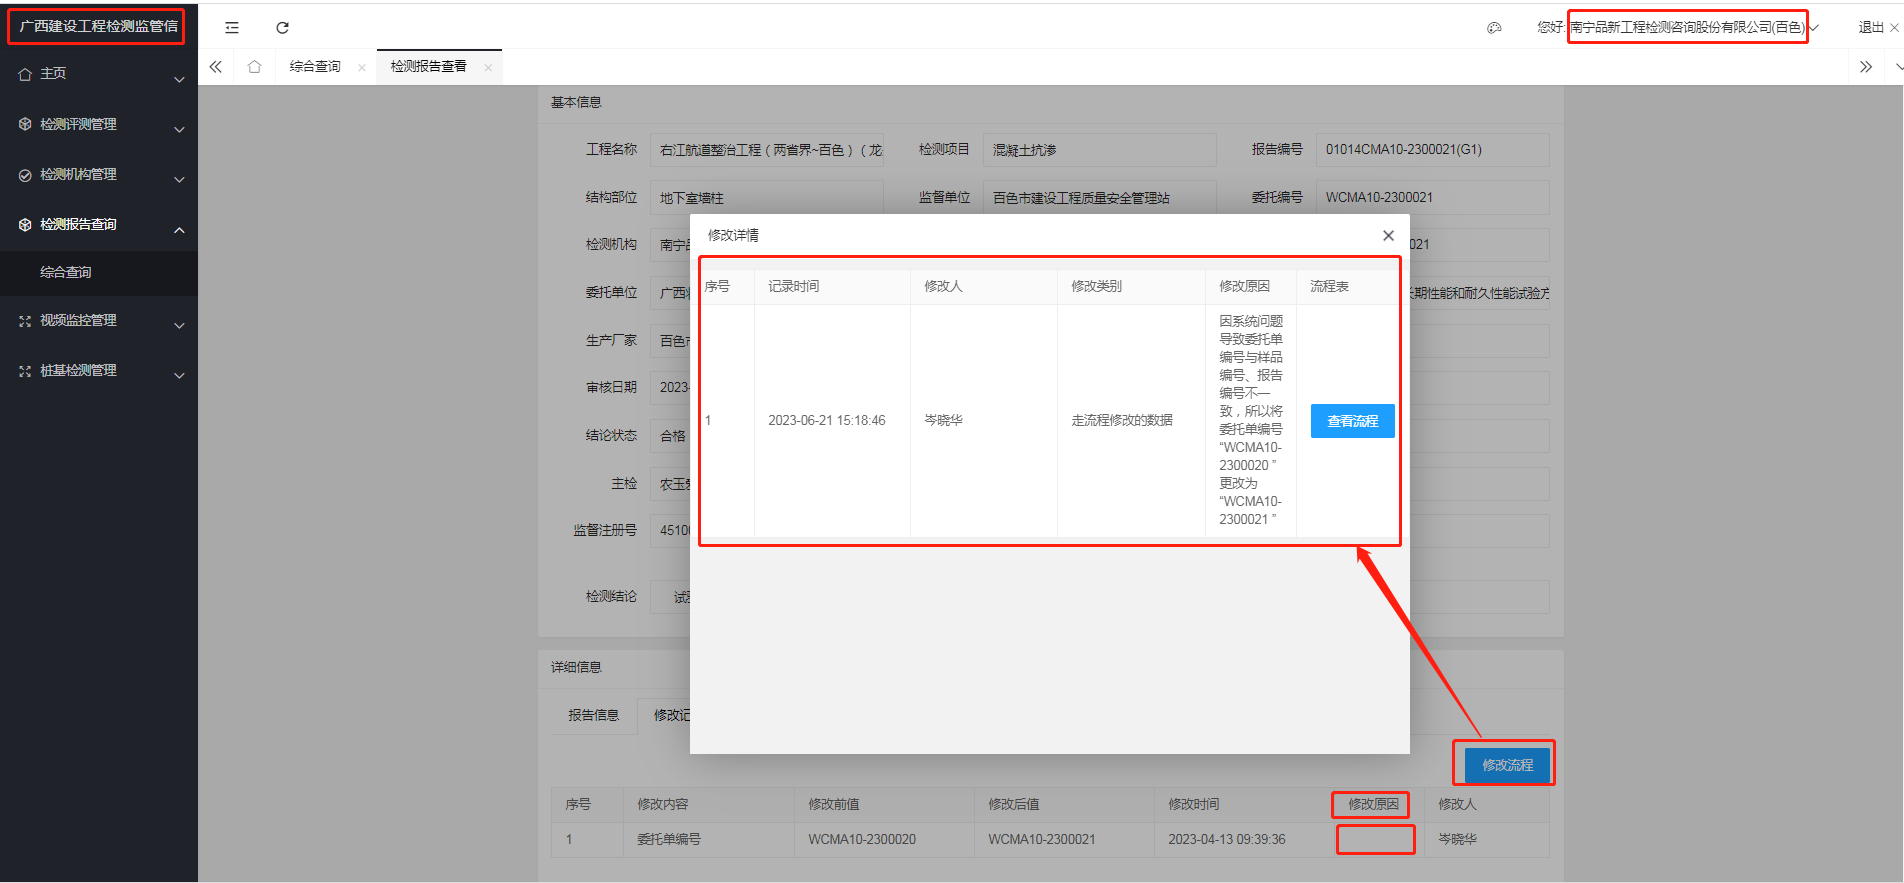 广西建设工程检测监管信
您好:南宁品新工程检测咨询股份有限公司(百色)
退出
主页
检测评测管理
检测机构管理
检测报告查询
综合查询
视频监控管理
桩基检测管理
综合查询
检测报告查看
基本信息
工程名称 右江航道整治工程（两省界~百色）（龙 检测项目 混凝土抗渗 报告编号 01014CMA10-2300021(G1)
结构部位 地下室墙柱 监督单位 百色市建设工程质量安全管理站 委托编号 WCMA10-2300021
检测机构 南宁 021
委托单位 广西 期性能和耐久性能试验方
生产厂家 百色
审核日期 2023-
结论状态 合格
主检 农玉
监督注册号 4510
检测结论 试
修改详情
序号 记录时间 修改人 修改类别 修改原因 流程表
1 2023-06-21 15:18:46 岑晓华 走流程修改的数据
因系统问题
导致委托单
编号与样品
编号、报告
编号不一
致，所以将
委托单编号
“WCMA10-
2300020 ”
更改为
“WCMA10-
2300021 ”
查看流程
详细信息
报告信息 修改记
修改流程
序号 修改内容 修改前值 修改后值 修改时间 修改原因 修改人
1 委托单编号 WCMA10-2300020 WCMA10-2300021 2023-04-13 09:39:36 岑晓华